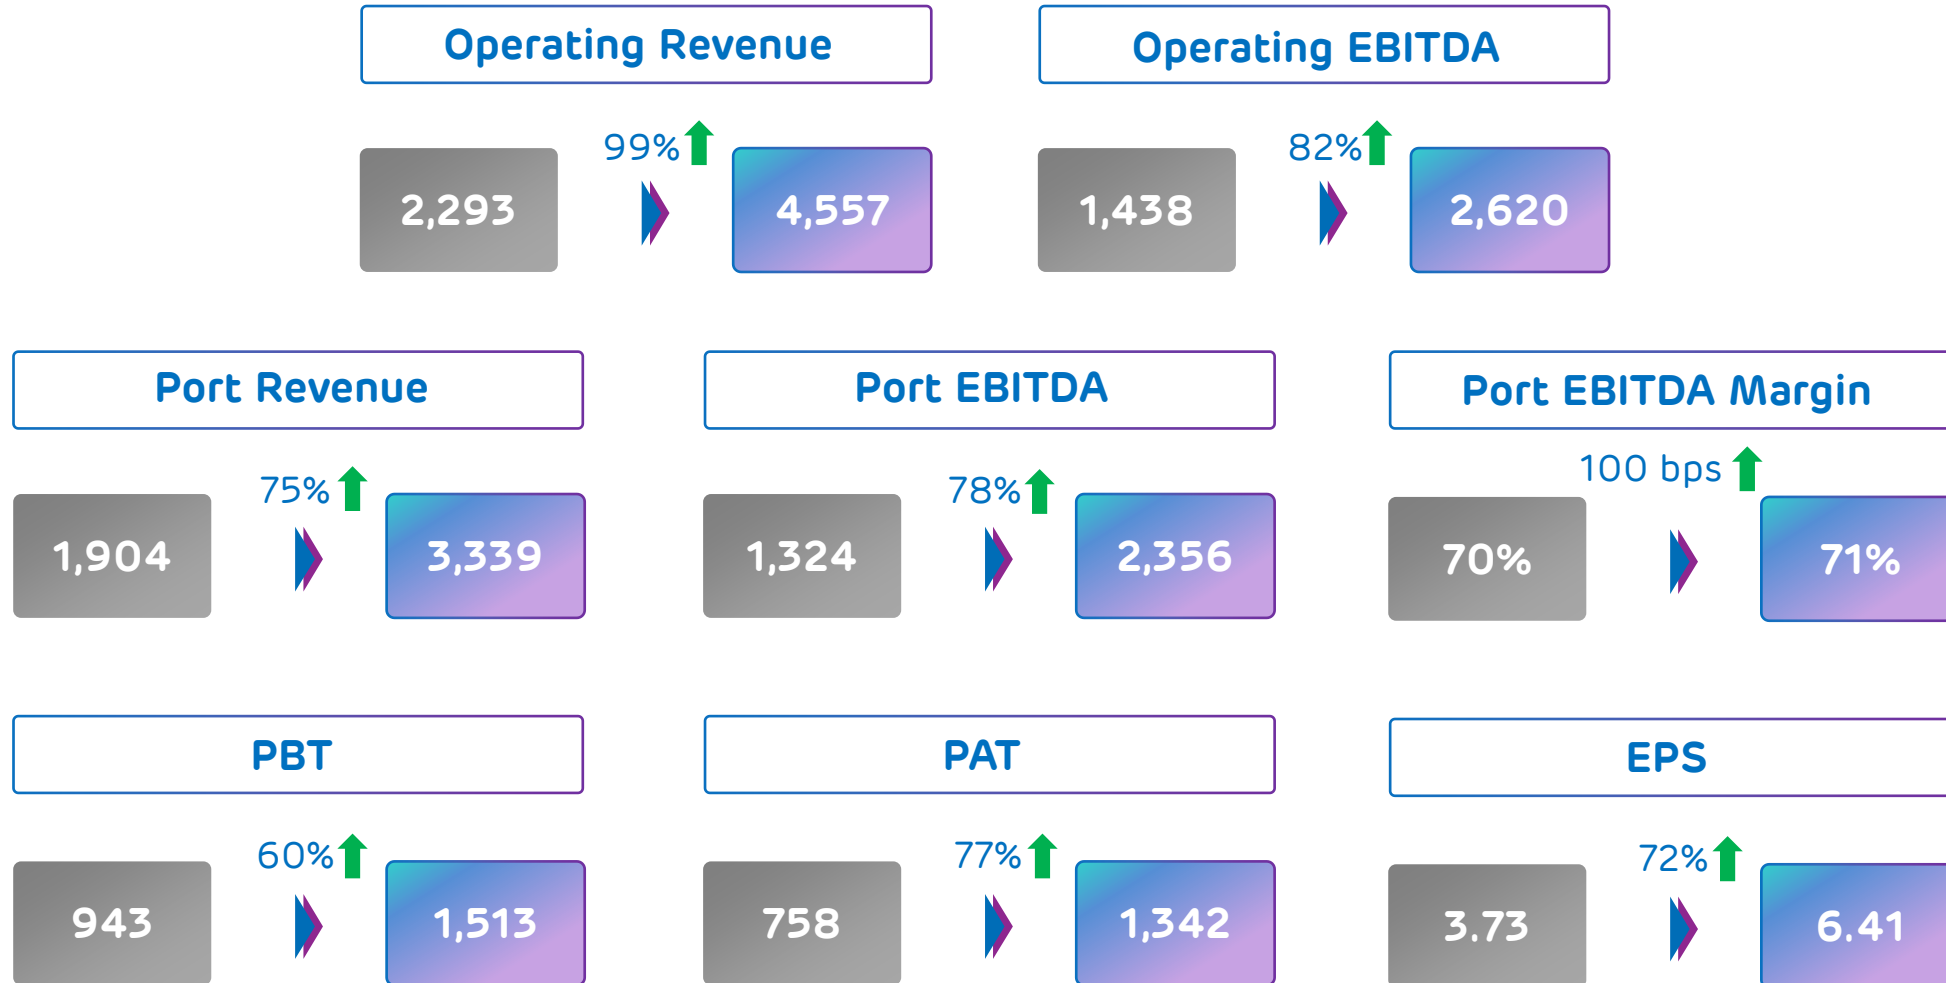 Operating Revenue
Operating EBITDA
99%
82%
2,293
4,557
1,438
2,620
Port Revenue
Port EBITDA
Port EBITDA Margin
75%
78%
100 bps
1,904
3,339
1,324
2,356
70%
71%
PBT
PAT
EPS
60%
77%
72%
943
1,513
758
1,342
3.73
6.41